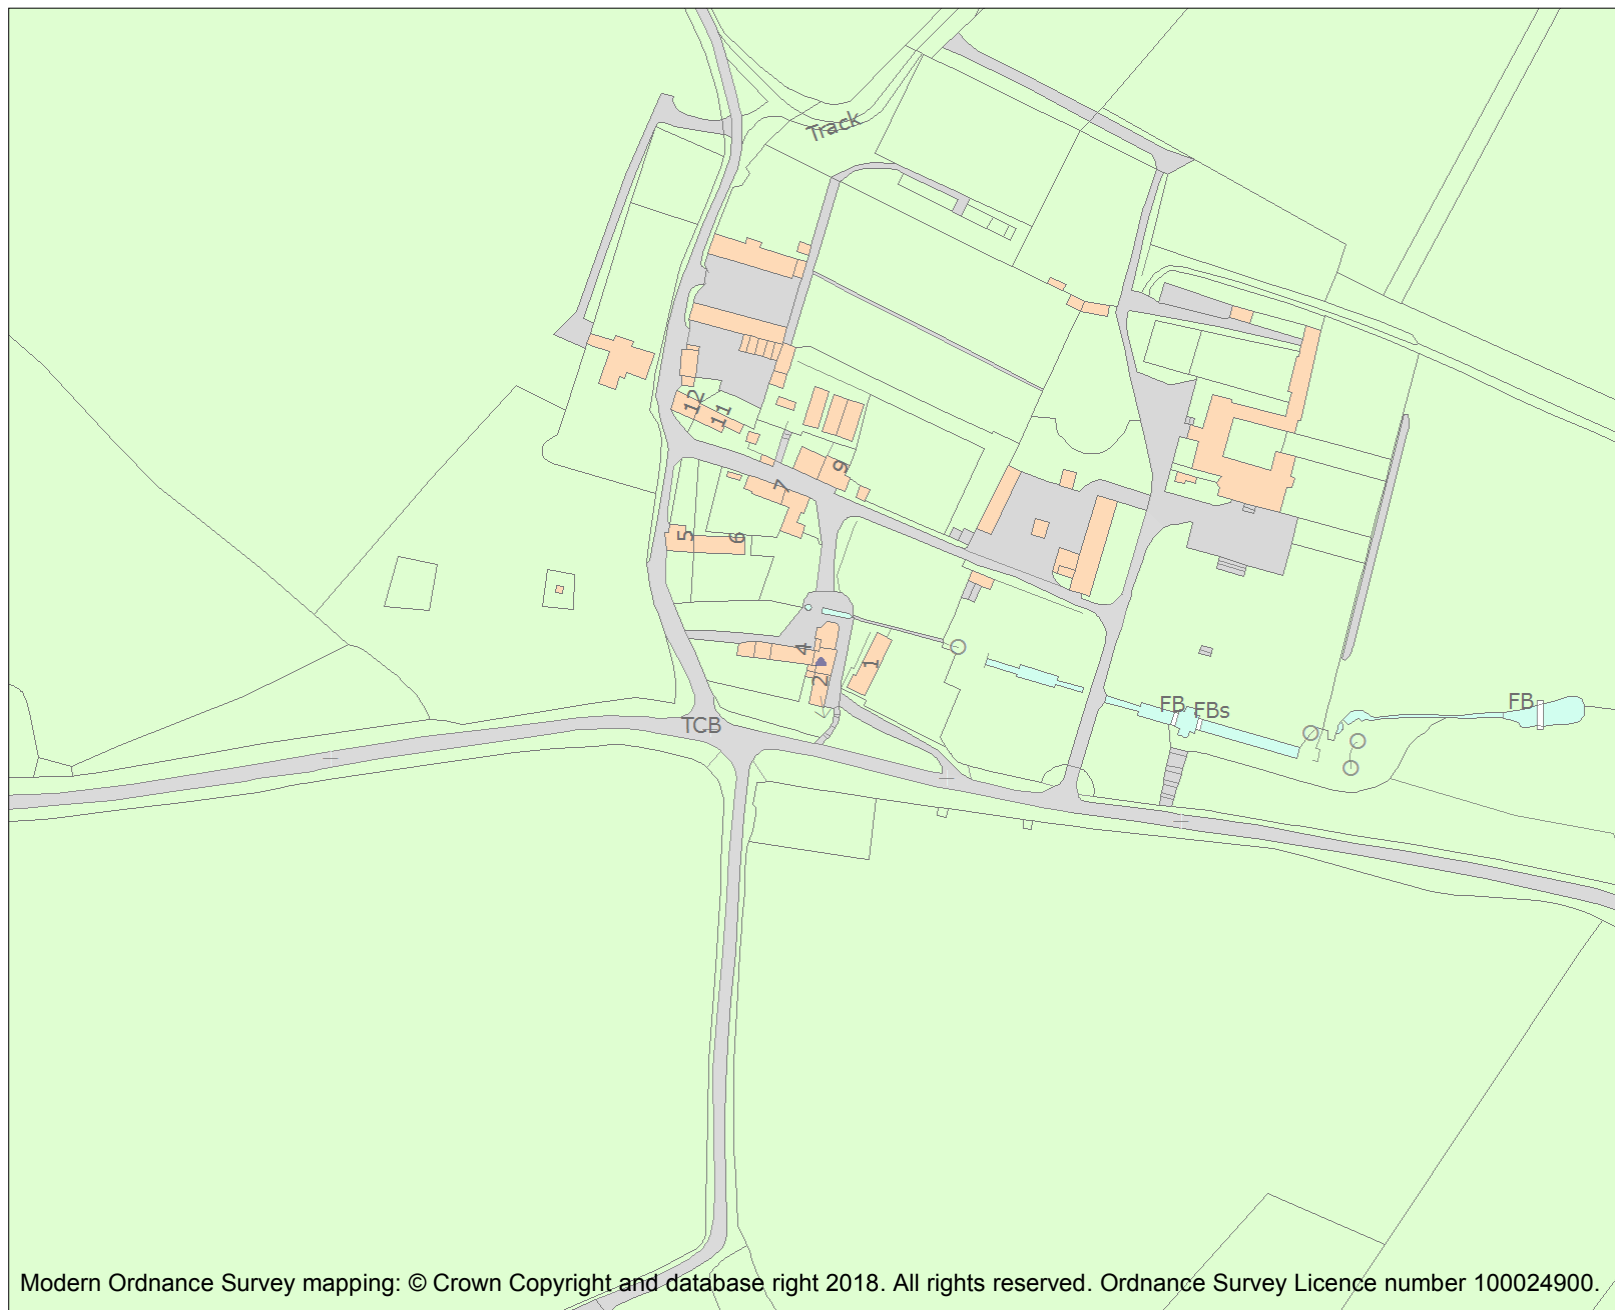 Track
12
11
9
7
5
6
4
1
2
TCB
FB
FBs
FB
Modern Ordnance Survey mapping: © Crown Copyright and database right 2018. All rights reserved. Ordnance Survey Licence number 100024900.